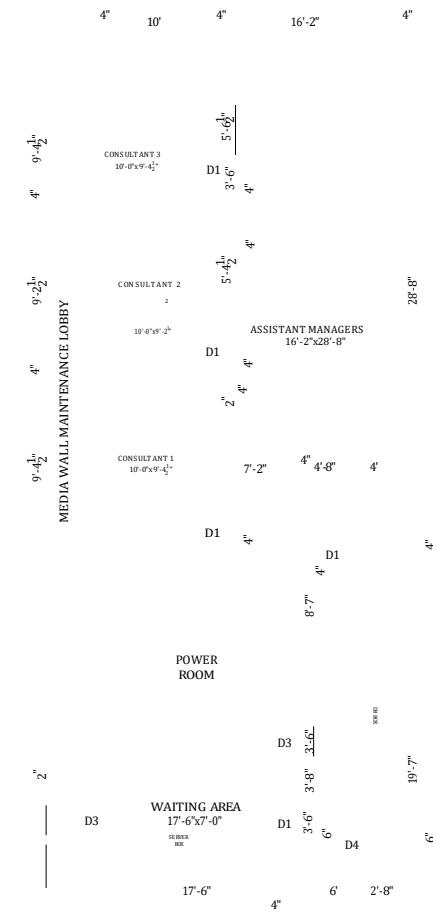 4" 10' 4" 16'-2" 4"
5'-6½"
9'-4½"
CONSULTANT 3
10'-0"x9'-4½"
D1
3'-6"
4"
4"
4"
5'-4½"
9'-2½"
CONSULTANT 2
2
28'-8"
10'-0"x9'-2½"
ASSISTANT MANAGERS
16'-2"x28'-8"
D1
4"
4"
4"
2"
MEDIA WALL MAINTENANCE LOBBY
9'-4½"
CONSULTANT 1
10'-0"x9'-4½"
7'-2" 4" 4'-8" 4'
D1
4"
4"
D1
4"
8'-7"
POWER
ROOM
D3
3'-6"
2"
3'-8"
19'-7"
WAITING AREA
17'-6"x7'-0"
D3
D1
3'-6"
6"
6"
SERVER
D4
17'-6" 6' 2'-8"
4"